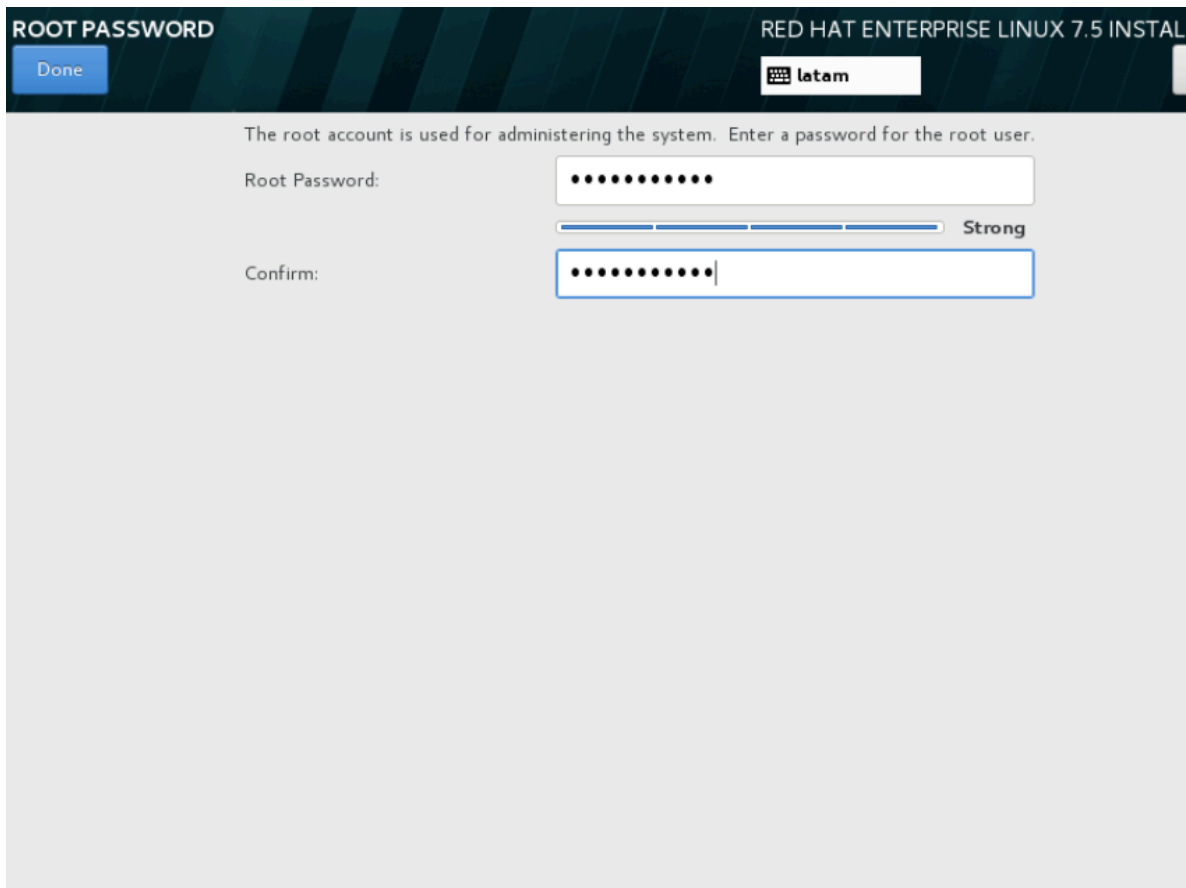 ROOT PASSWORD
RED HAT ENTERPRISE LINUX 7.5 INSTAL
Done
latam
The root account is used for administering the system.  Enter a password for the root user.
Root Password:
•••••••••••
Strong
Confirm:
•••••••••••